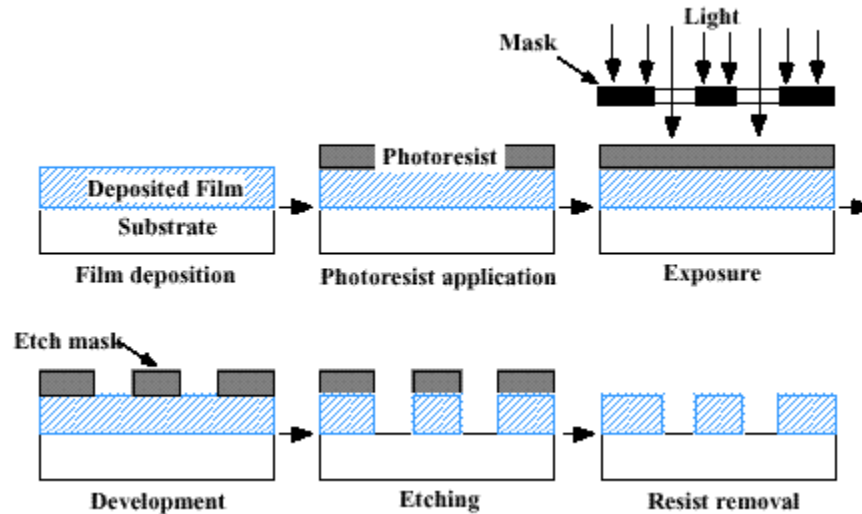 Light
Mask
Photoresist
Deposited Film
Substrate
Film deposition
Photoresist application
Exposure
Etch mask
Development
Etching
Resist removal